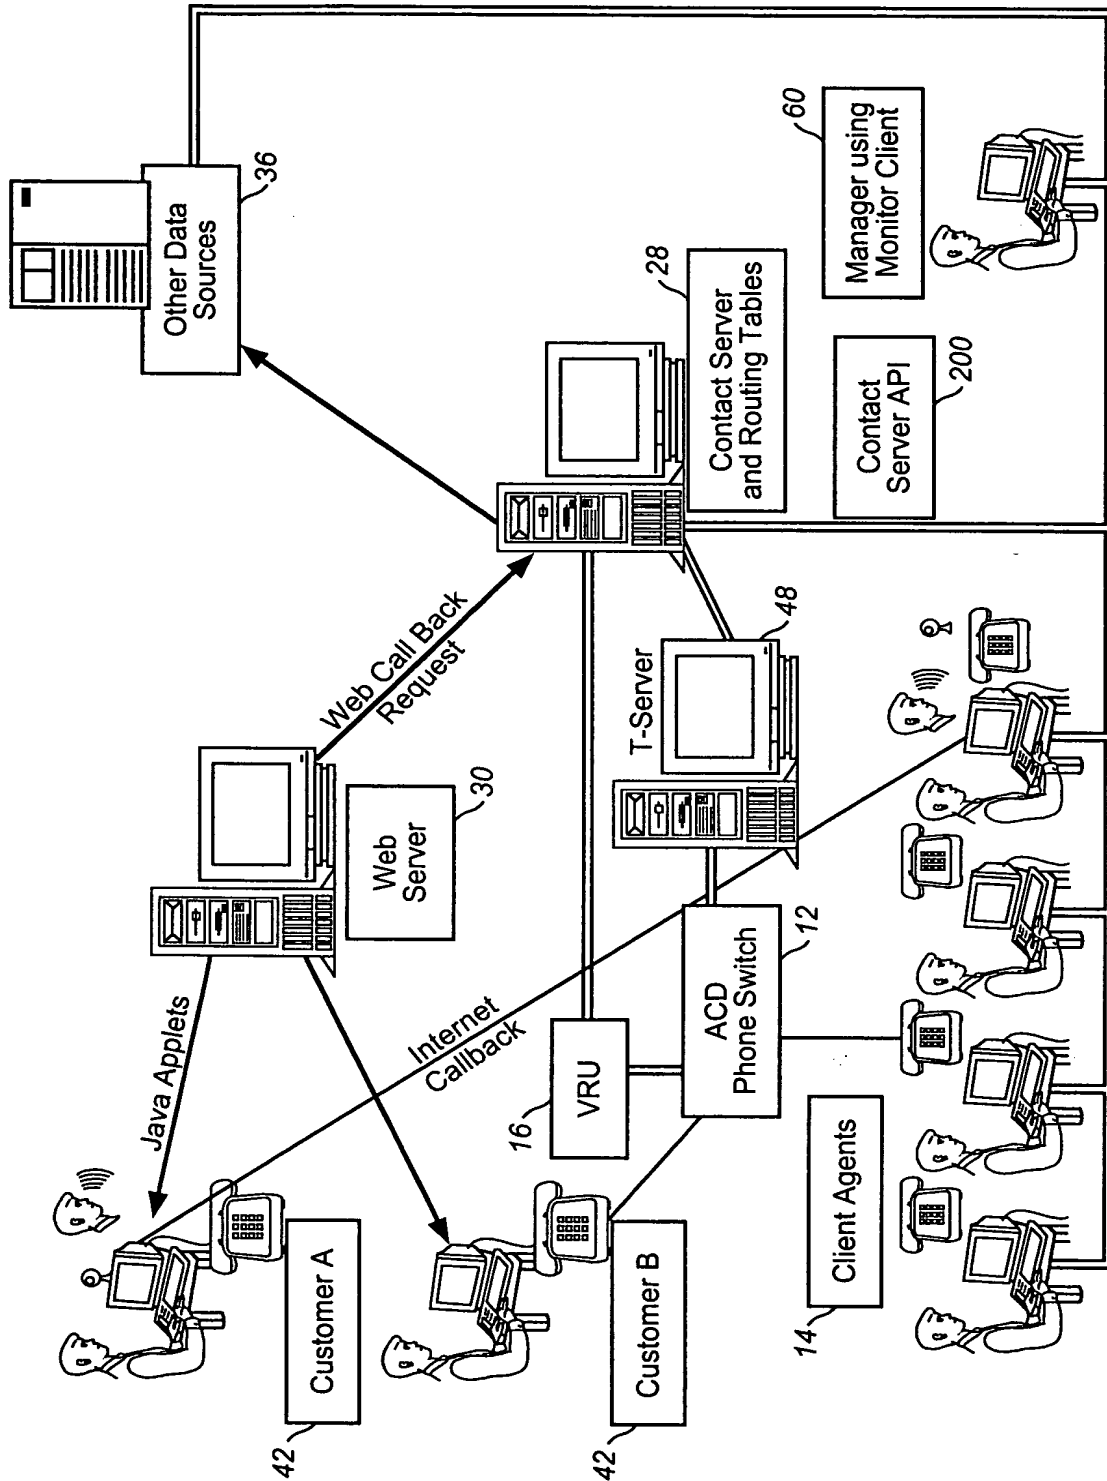 Customer A
42
Java Applets
Web
Server
30
Web Call Back
Request
Other Data
Sources
36
Customer B
42
Internet
Callback
16
VRU
T-Server
48
Contact Server
and Routing Tables
28
ACD
Phone Switch
12
Client Agents
14
Contact
Server API
200
Manager using
Monitor Client
60